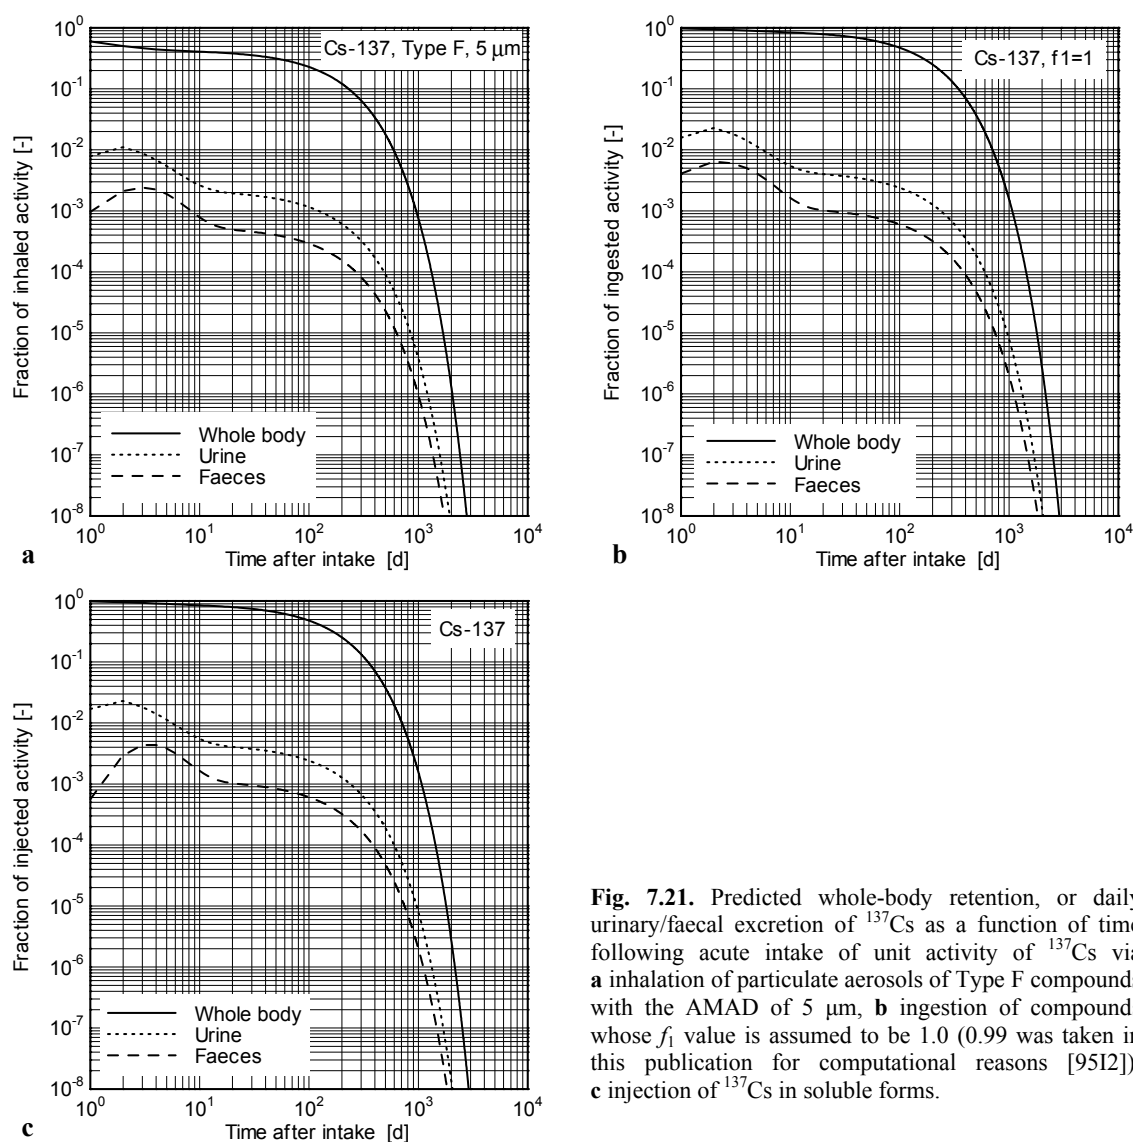 10^0
10^-1
10^-2
10^-3
10^-4
10^-5
10^-6
10^-7
10^-8
Fraction of inhaled activity [-]
Cs-137, Type F, 5 µm
Whole body
Urine
Faeces
10^0 10^1 10^2 10^3 10^4
Time after intake [d]
a
10^0
10^-1
10^-2
10^-3
10^-4
10^-5
10^-6
10^-7
10^-8
Fraction of ingested activity [-]
Cs-137, f1=1
Whole body
Urine
Faeces
10^0 10^1 10^2 10^3 10^4
Time after intake [d]
b
10^0
10^-1
10^-2
10^-3
10^-4
10^-5
10^-6
10^-7
10^-8
Fraction of injected activity [-]
Cs-137
Whole body
Urine
Faeces
10^0 10^1 10^2 10^3 10^4
Time after intake [d]
c
Fig. 7.21. Predicted whole-body retention, or daily
urinary/faecal excretion of ^137Cs as a function of time
following acute intake of unit activity of ^137Cs via
a inhalation of particulate aerosols of Type F compound
with the AMAD of 5 µm, b ingestion of compound
whose f_1 value is assumed to be 1.0 (0.99 was taken in
this publication for computational reasons [95I2])
c injection of ^137Cs in soluble forms.